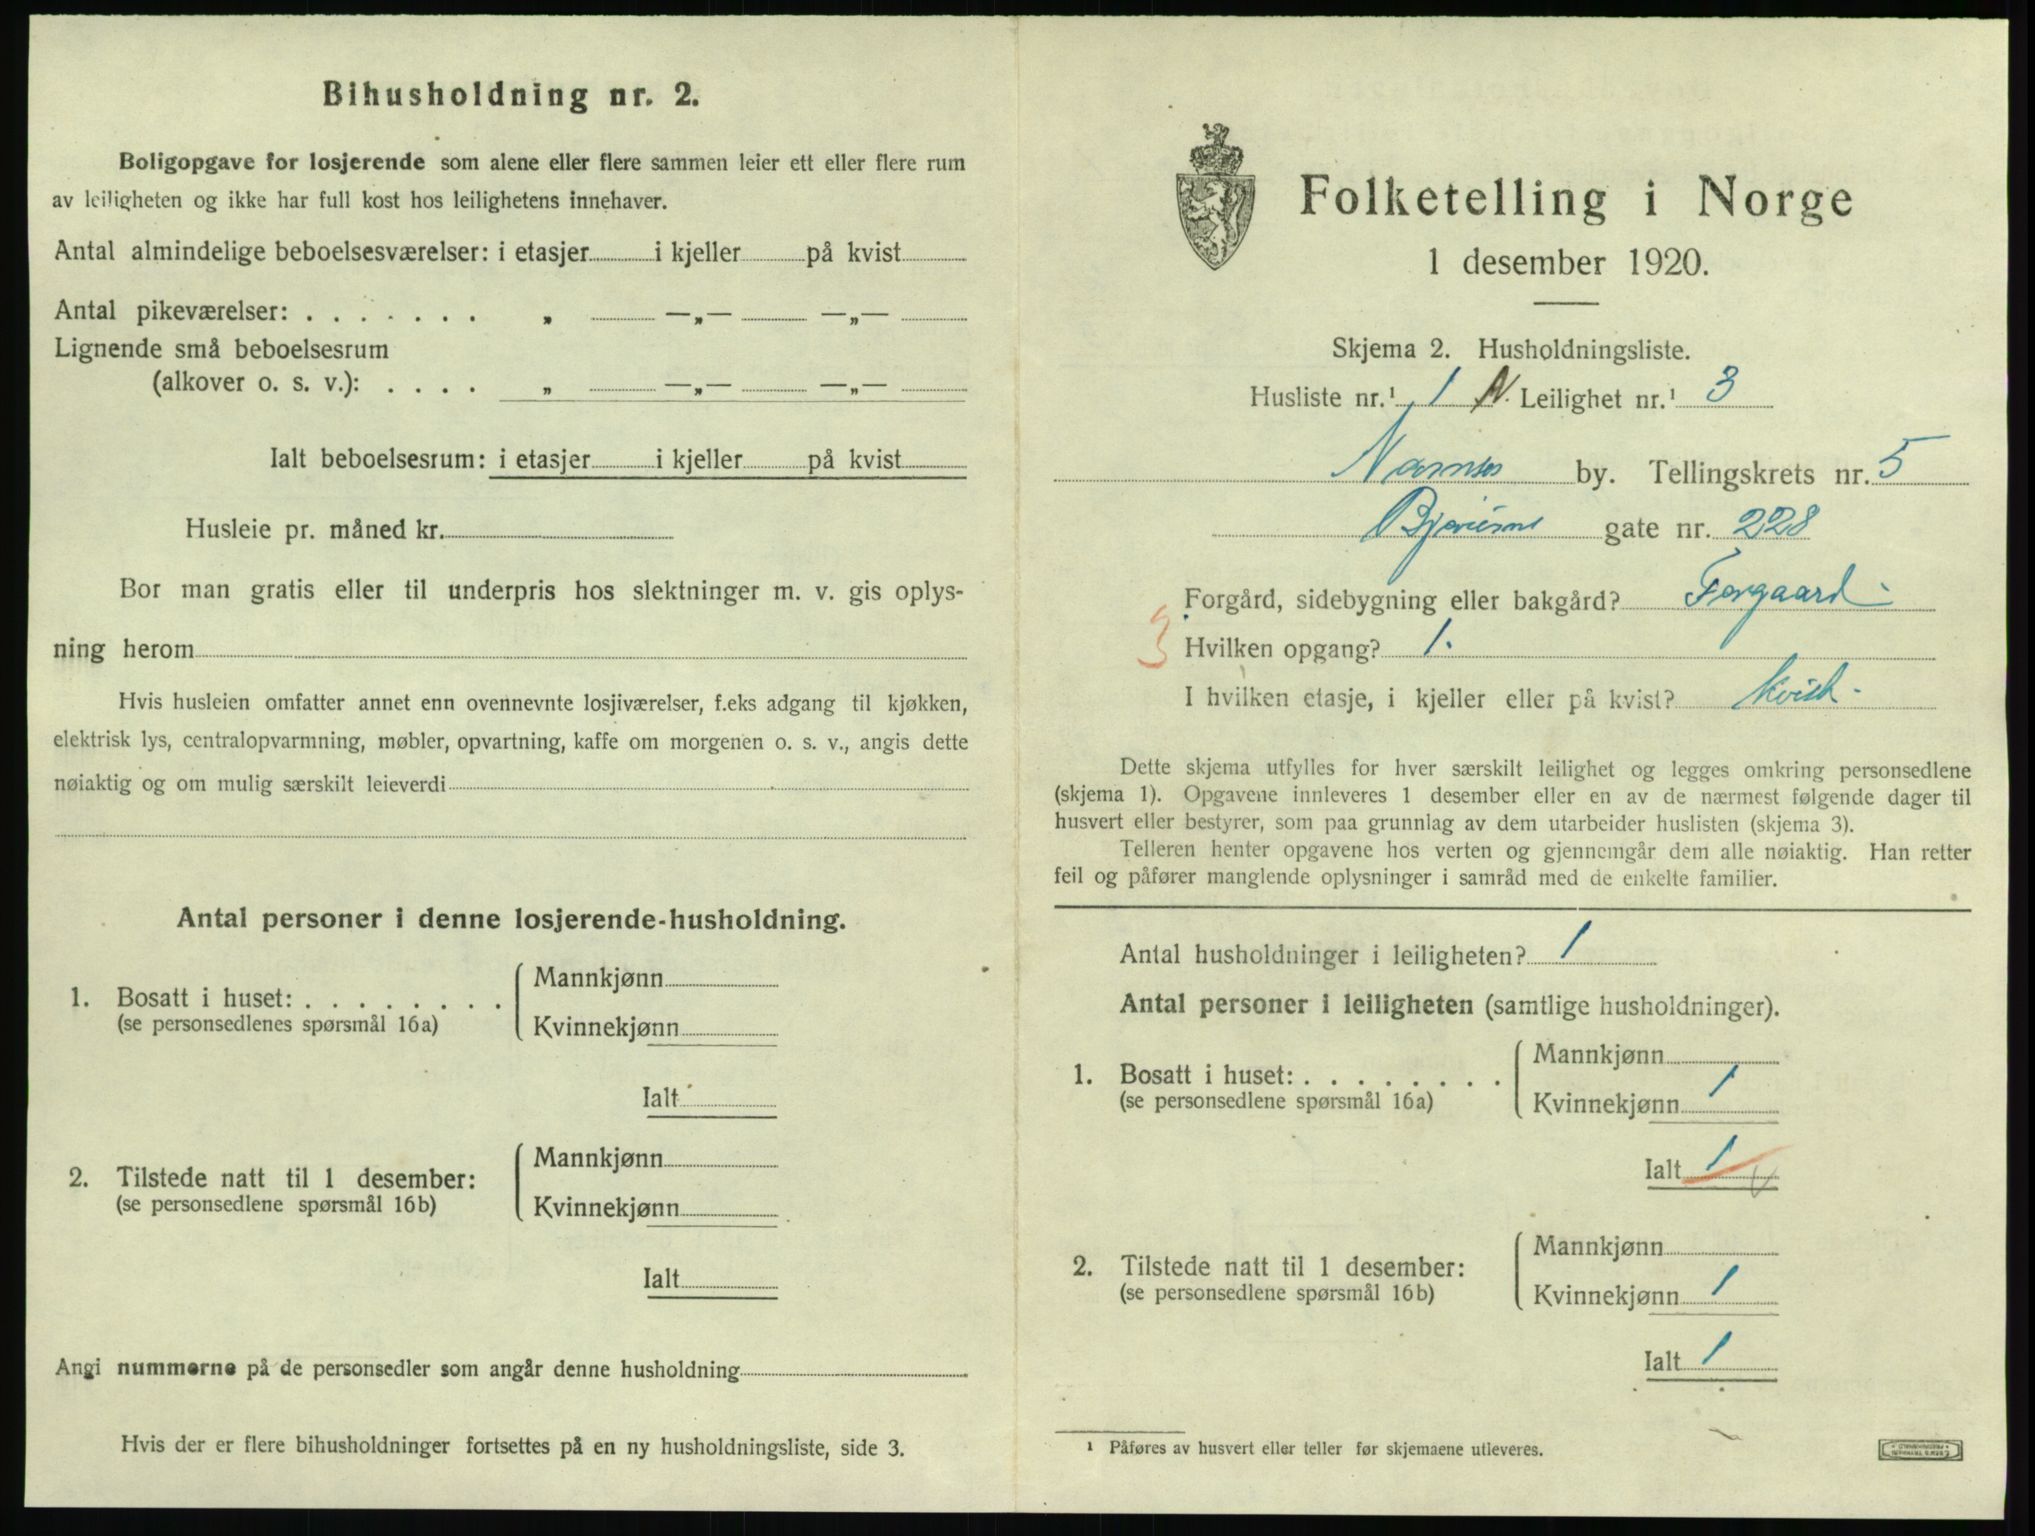 Bihusholdning nr. 2.
Boligopgave for losjerende som alene eller flere sammen leier ett eller flere rum
av leiligheten og ikke har full kost hos leilighetens innehaver.
Antal almindelige beboelsesværelser: i etasjer i kjeller på kvist
Antal pikeværelser: . . . . . . . „ —„— —„—
Lignende små beboelsesrum
(alkover o. s. v.): . . . . „ —„— —„—
Ialt beboelsesrum: i etasjer i kjeller på kvist
Husleie pr. måned kr.
Bor man gratis eller til underpris hos slektninger m. v. gis oplys-
ning herom
Hvis husleien omfatter annet enn ovennevnte losjiværelser, f.eks adgang til kjøkken,
elektrisk lys, centralopvarmning, møbler, opvartning, kaffe om morgenen o. s. v., angis dette
nøiaktig og om mulig særskilt leieverdi
Antal personer i denne losjerende-husholdning.
1. Bosatt i huset: . . . . . . . .
(se personsedlenes spørsmål 16a)
Mannkjønn
Kvinnekjønn
Ialt
2. Tilstede natt til 1 desember:
(se personsedlene spørsmål 16b)
Mannkjønn
Kvinnekjønn
Ialt
Angi nummerne på de personsedler som angår denne husholdning
Hvis der er flere bihusholdninger fortsettes på en ny husholdningsliste, side 3.
Folketelling i Norge
1 desember 1920.
Skjema 2. Husholdningsliste.
Husliste nr.¹ 1 N. Leilighet nr.¹ 3
Namsos by. Tellingskrets nr. 5
gate nr. 228
Forgård, sidebygning eller bakgård? Forgaard.
3 Hvilken opgang? 1.
I hvilken etasje, i kjeller eller på kvist? Kvist.
Dette skjema utfylles for hver særskilt leilighet og legges omkring personsedlene
(skjema 1). Opgavene innleveres 1 desember eller en av de nærmest følgende dager til
husvert eller bestyrer, som paa grunnlag av dem utarbeider huslisten (skjema 3).
Telleren henter opgavene hos verten og gjennemgår dem alle nøiaktig. Han retter
feil og påfører manglende oplysninger i samråd med de enkelte familier.
Antal husholdninger i leiligheten? 1
Antal personer i leiligheten (samtlige husholdninger).
1. Bosatt i huset: . . . . . . . .
(se personsedlene spørsmål 16a)
Mannkjønn
Kvinnekjønn 1
Ialt 1
2. Tilstede natt til 1 desember:
(se personsedlene spørsmål 16b)
Mannkjønn
Kvinnekjønn 1
Ialt 1
¹ Påføres av husvert eller teller før skjemaene utleveres.